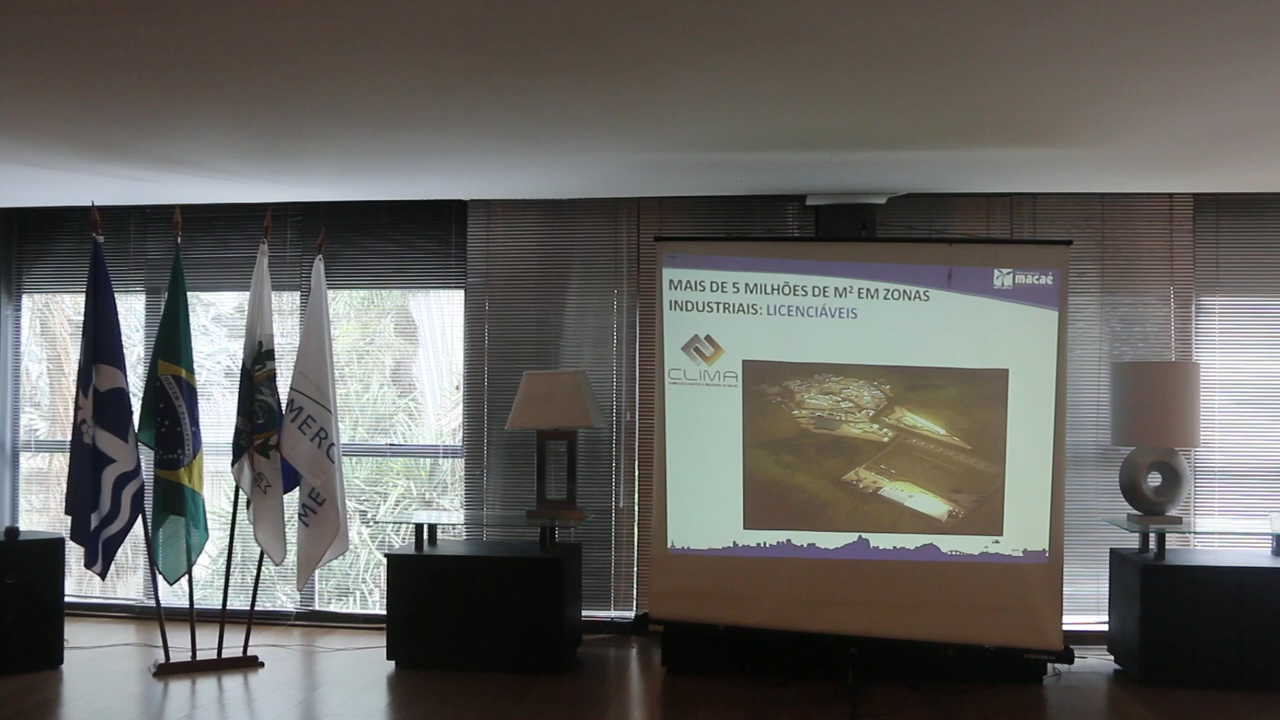 MAIS DE 5 MILHÕES DE M² EM ZONAS
INDUSTRIAIS: LICENCIÁVEIS
macaé
CLIMA
MERC
ME